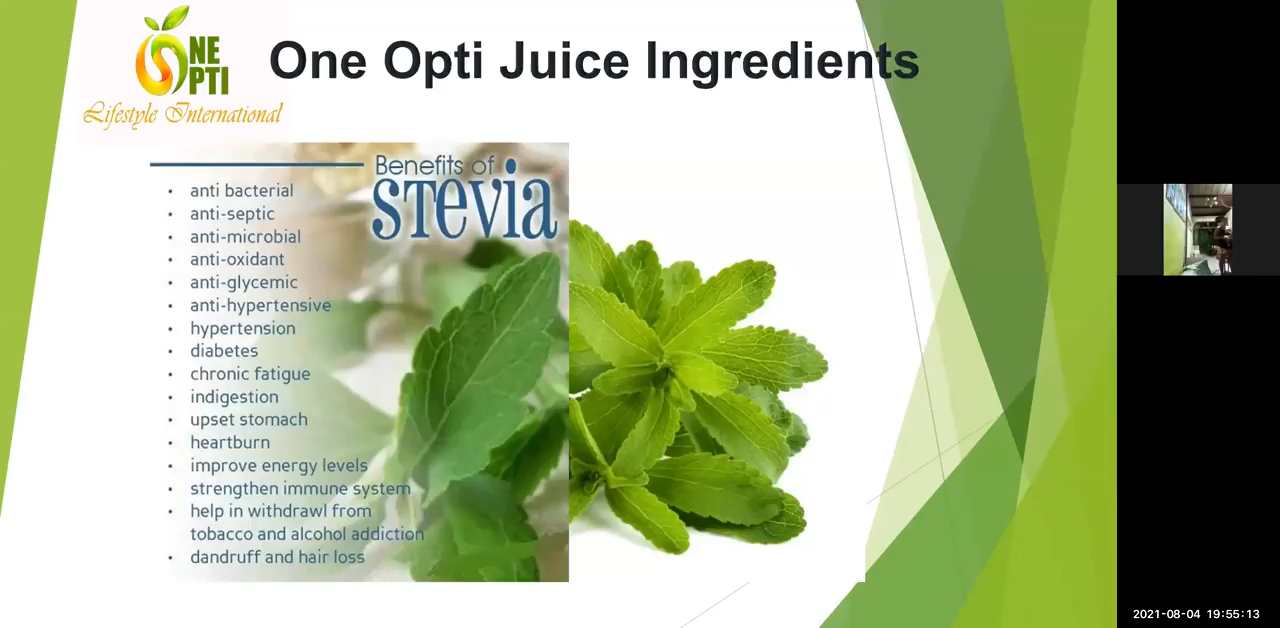 NE
PTI
Lifestyle International
One Opti Juice Ingredients
Benefits of
stevia
• anti bacterial
• anti-septic
• anti-microbial
• anti-oxidant
• anti-glycemic
• anti-hypertensive
• hypertension
• diabetes
• chronic fatigue
• indigestion
• upset stomach
• heartburn
• improve energy levels
• strengthen immune system
• help in withdrawl from
tobacco and alcohol addiction
• dandruff and hair loss
2021-08-04 19:55:13